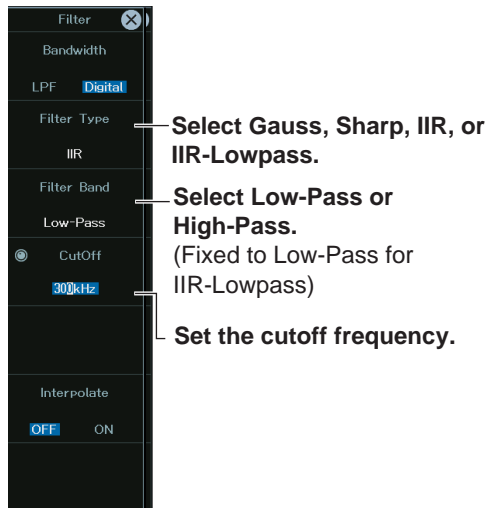 Filter
Bandwidth
LPF Digital
Filter Type
IIR
Filter Band
Low-Pass
CutOff
300kHz
Interpolate
OFF ON
Select Gauss, Sharp, IIR, or
IIR-Lowpass.
Select Low-Pass or
High-Pass.
(Fixed to Low-Pass for
IIR-Lowpass)
Set the cutoff frequency.